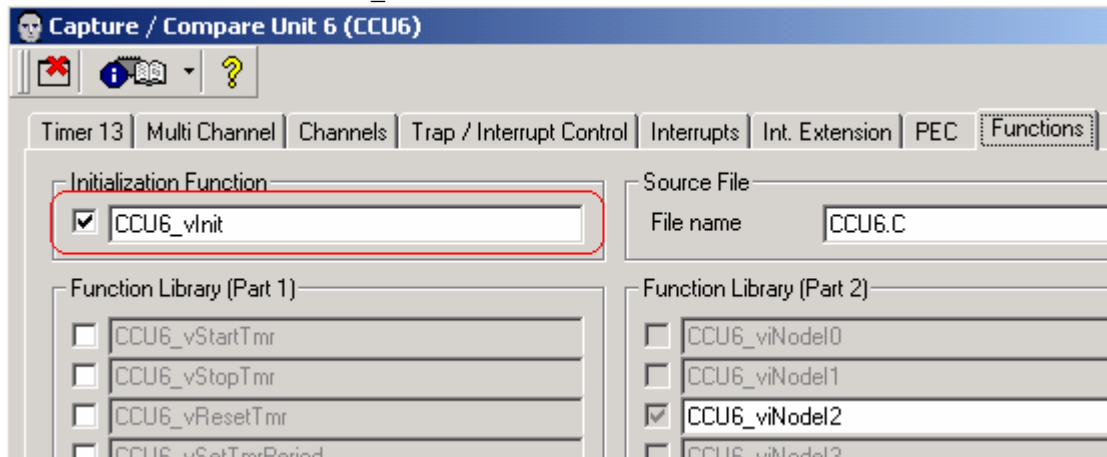 Capture / Compare Unit 6 (CCU6)
Timer 13 Multi Channel Channels Trap / Interrupt Control Interrupts Int. Extension PEC Functions
Initialization Function
CCU6_vInit
Source File
File name CCU6.C
Function Library (Part 1)
CCU6_vStartTmr
CCU6_vStopTmr
CCU6_vResetTmr
CCU6_vSetTmrPeriod
Function Library (Part 2)
CCU6_viNodeI0
CCU6_viNodeI1
CCU6_viNodeI2
CCU6_viNodeI3